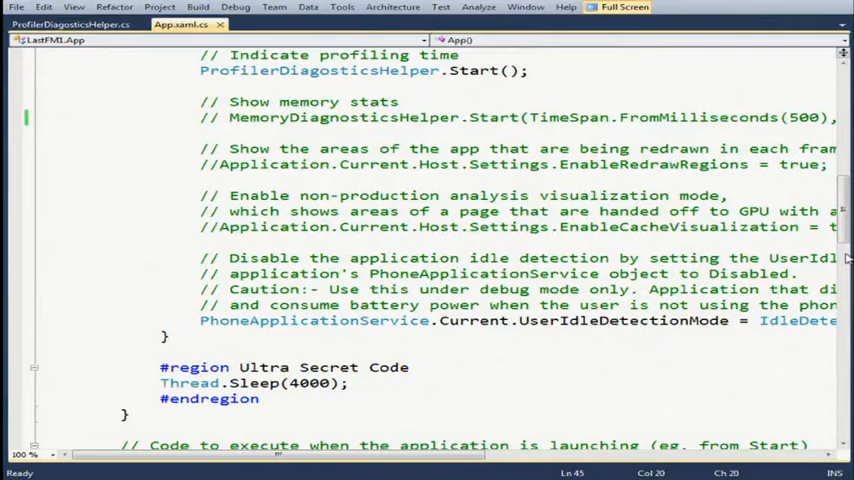 File Edit View Refactor Project Build Debug Team Data Tools Architecture Test Analyze Window Help Full Screen
ProfilerDiagosticsHelper.cs App.xaml.cs
LastFM1.App App()
// Indicate profiling time
ProfilerDiagosticsHelper.Start();
// Show memory stats
// MemoryDiagnosticsHelper.Start(TimeSpan.FromMilliseconds(500),
// Show the areas of the app that are being redrawn in each fram
//Application.Current.Host.Settings.EnableRedrawRegions = true;
// Enable non-production analysis visualization mode,
// which shows areas of a page that are handed off to GPU with a
//Application.Current.Host.Settings.EnableCacheVisualization = t
// Disable the application idle detection by setting the UserIdl
// application's PhoneApplicationService object to Disabled.
// Caution:- Use this under debug mode only. Application that di
// and consume battery power when the user is not using the phon
PhoneApplicationService.Current.UserIdleDetectionMode = IdleDete
}
#region Ultra Secret Code
Thread.Sleep(4000);
#endregion
}
// Code to execute when the application is launching (eg, from Start)
100 %
Ready Ln 45 Col 20 Ch 20 INS